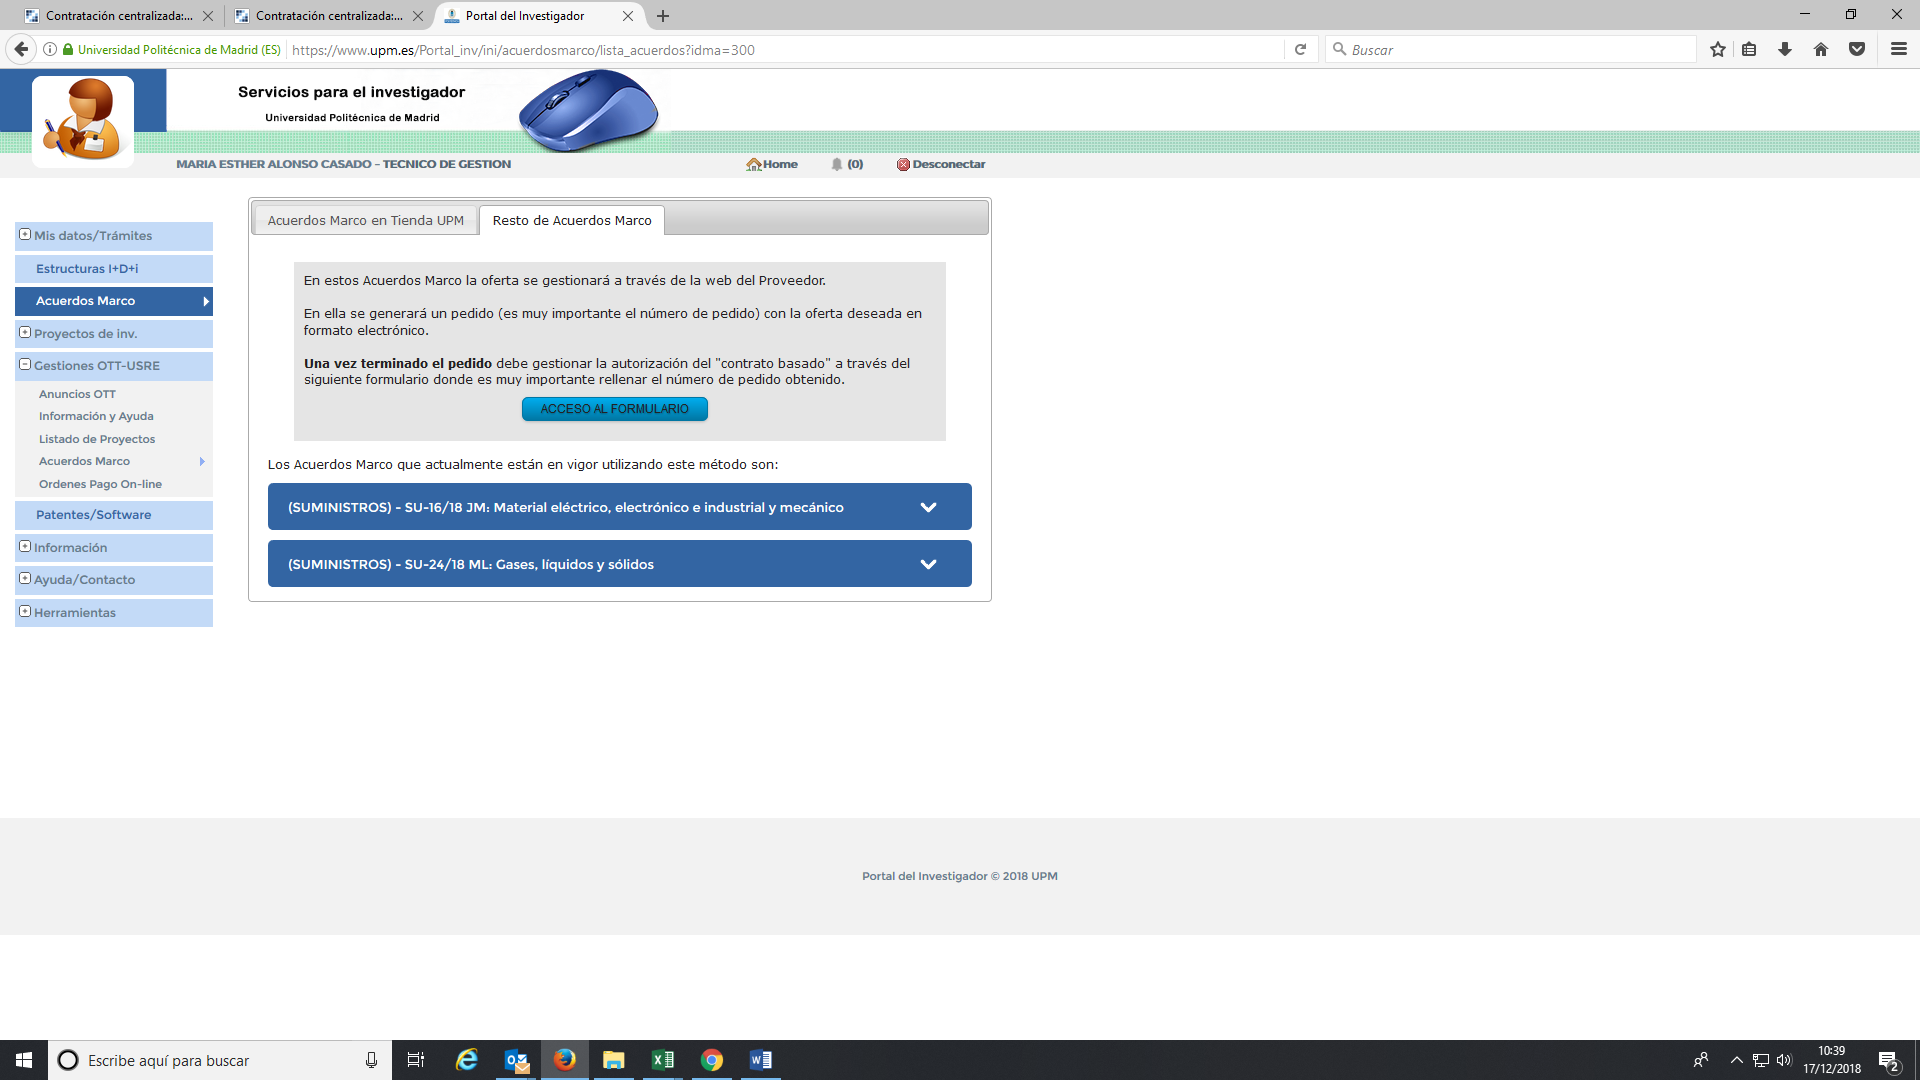 Contratación centralizada:...
Contratación centralizada:...
Portal del Investigador
Universidad Politécnica de Madrid (ES)
https://www.upm.es/Portal_inv/ini/acuerdosmarco/lista_acuerdos?idma=300
Buscar
Servicios para el investigador
Universidad Politécnica de Madrid
MARIA ESTHER ALONSO CASADO - TECNICO DE GESTION
Home
(0)
Desconectar
Mis datos/Trámites
Estructuras I+D+i
Acuerdos Marco
Proyectos de inv.
Gestiones OTT-USRE
Anuncios OTT
Información y Ayuda
Listado de Proyectos
Acuerdos Marco
Ordenes Pago On-line
Patentes/Software
Información
Ayuda/Contacto
Herramientas
Acuerdos Marco en Tienda UPM
Resto de Acuerdos Marco
En estos Acuerdos Marco la oferta se gestionará a través de la web del Proveedor.
En ella se generará un pedido (es muy importante el número de pedido) con la oferta deseada en
formato electrónico.
Una vez terminado el pedido debe gestionar la autorización del "contrato basado" a través del
siguiente formulario donde es muy importante rellenar el número de pedido obtenido.
ACCESO AL FORMULARIO
Los Acuerdos Marco que actualmente están en vigor utilizando este método son:
(SUMINISTROS) - SU-16/18 JM: Material eléctrico, electrónico e industrial y mecánico
(SUMINISTROS) - SU-24/18 ML: Gases, líquidos y sólidos
Portal del Investigador © 2018 UPM
Escribe aquí para buscar
10:39
17/12/2018
2